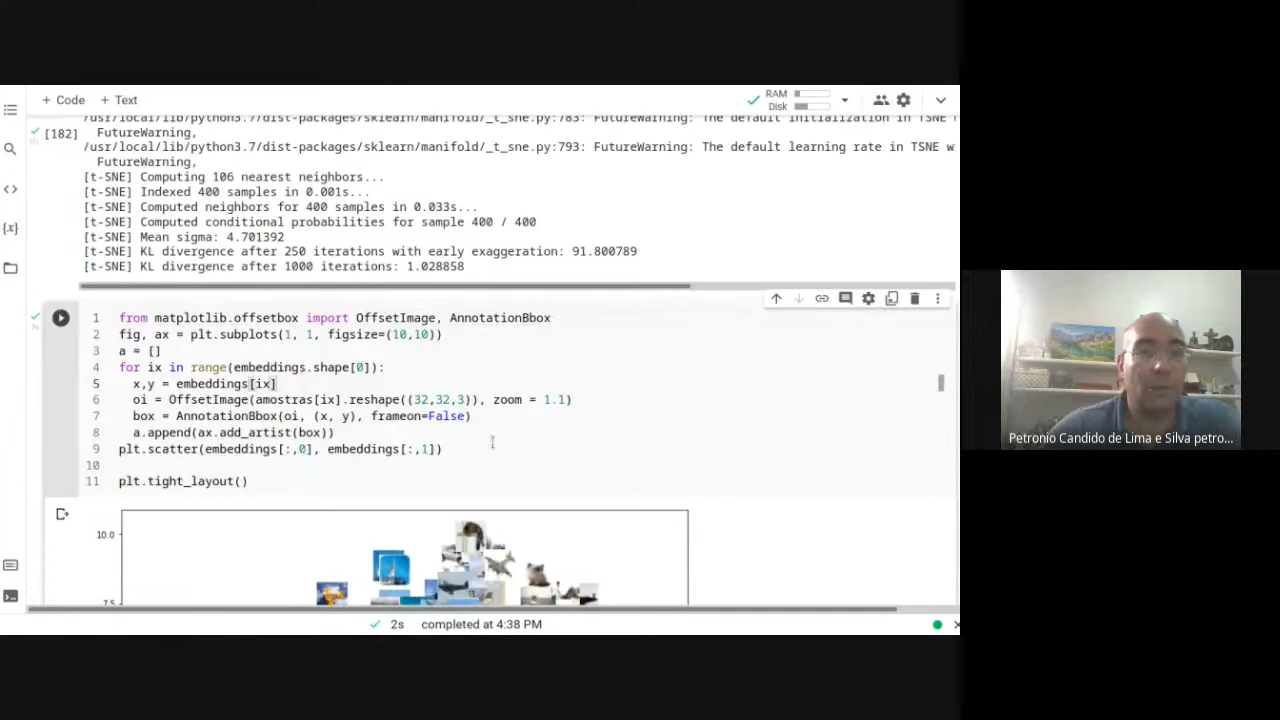 + Code + Text
RAM
Disk
/usr/local/lib/python3.7/dist-packages/sklearn/manifold/_t_sne.py:783: FutureWarning: The default initialization in TSNE
[182]
FutureWarning,
/usr/local/lib/python3.7/dist-packages/sklearn/manifold/_t_sne.py:793: FutureWarning: The default learning rate in TSNE w
FutureWarning,
[t-SNE] Computing 106 nearest neighbors...
[t-SNE] Indexed 400 samples in 0.001s...
[t-SNE] Computed neighbors for 400 samples in 0.033s...
[t-SNE] Computed conditional probabilities for sample 400 / 400
[t-SNE] Mean sigma: 4.701392
[t-SNE] KL divergence after 250 iterations with early exaggeration: 91.800789
[t-SNE] KL divergence after 1000 iterations: 1.028858
1 from matplotlib.offsetbox import OffsetImage, AnnotationBbox
2 fig, ax = plt.subplots(1, 1, figsize=(10,10))
3 a = []
4 for ix in range(embeddings.shape[0]):
5 x,y = embeddings[ix]
6 oi = OffsetImage(amostras[ix].reshape((32,32,3)), zoom = 1.1)
7 box = AnnotationBbox(oi, (x, y), frameon=False)
8 a.append(ax.add_artist(box))
9 plt.scatter(embeddings[:,0], embeddings[:,1])
10
11 plt.tight_layout()
10.0
7.5
2s completed at 4:38 PM
Petronio Candido de Lima e Silva petro...